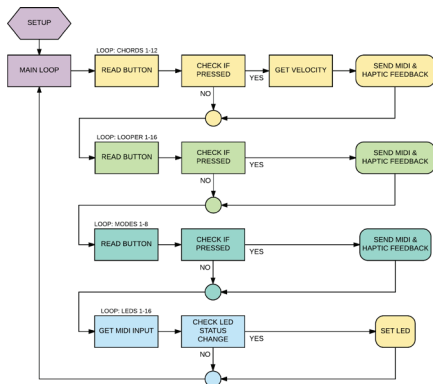 SETUP
LOOP: CHORDS 1-12
MAIN LOOP
READ BUTTON
CHECK IF
PRESSED
YES
GET VELOCITY
SEND MIDI &
HAPTIC FEEDBACK
NO
LOOP: LOOPER 1-16
READ BUTTON
CHECK IF
PRESSED
YES
SEND MIDI &
HAPTIC FEEDBACK
NO
LOOP: MODES 1-8
READ BUTTON
CHECK IF
PRESSED
YES
SEND MIDI &
HAPTIC FEEDBACK
NO
LOOP: LEDS 1-16
GET MIDI INPUT
CHECK LED
STATUS
CHANGE
YES
SET LED
NO